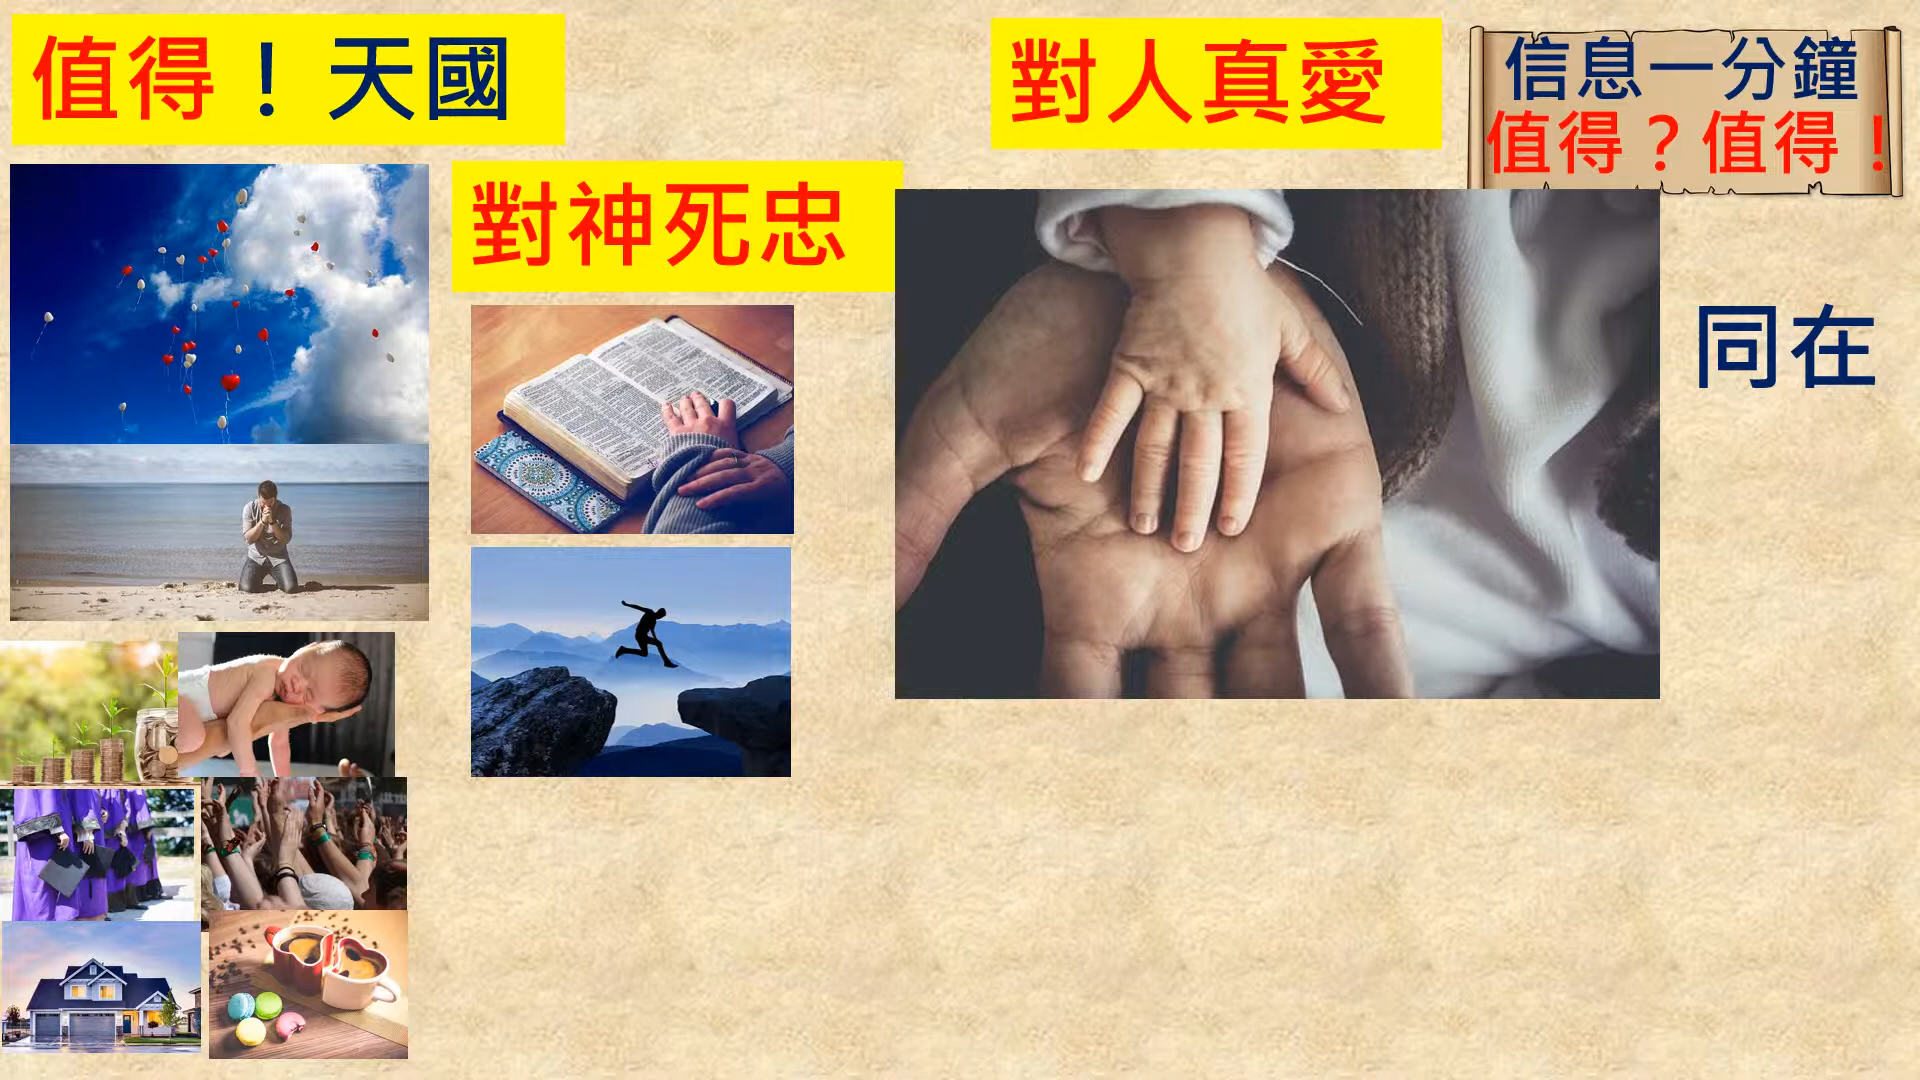 值得！天國
對人真愛
信息一分鐘
值得？值得！
對神死忠
同在